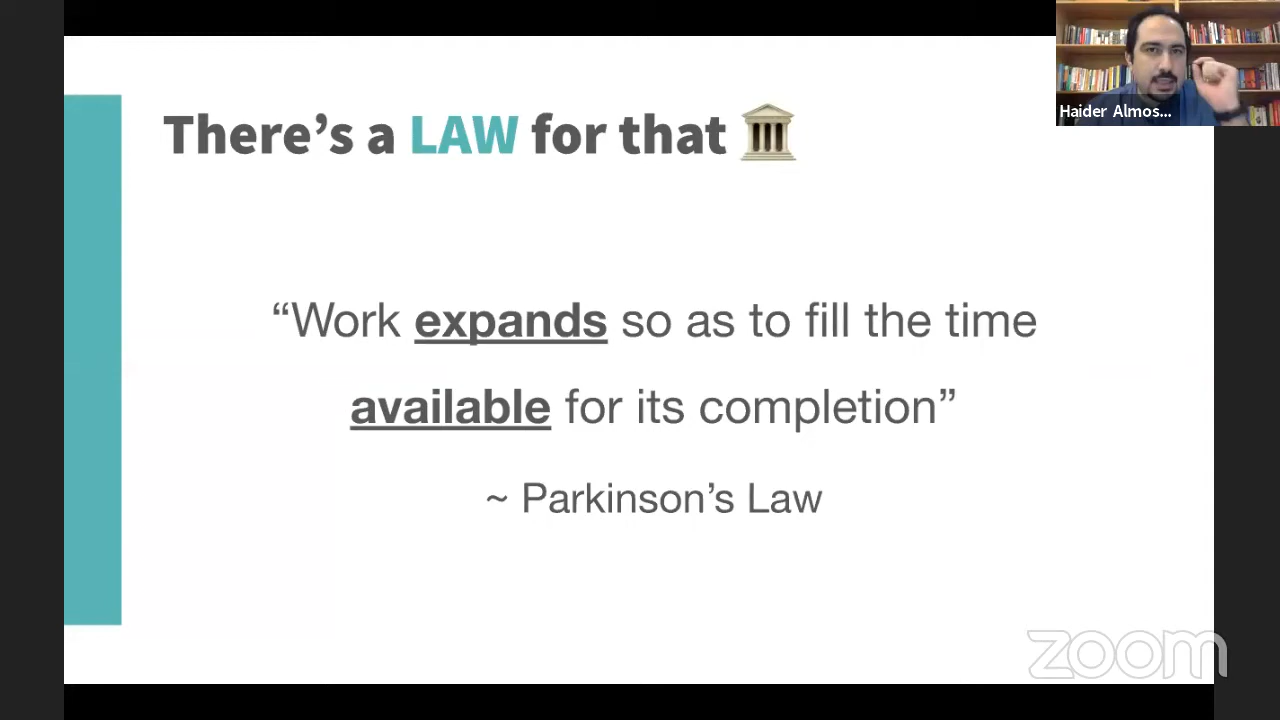 There’s a LAW for that 🏛️
“Work expands so as to fill the time
available for its completion”
~ Parkinson’s Law
Haider Almos...
zoom